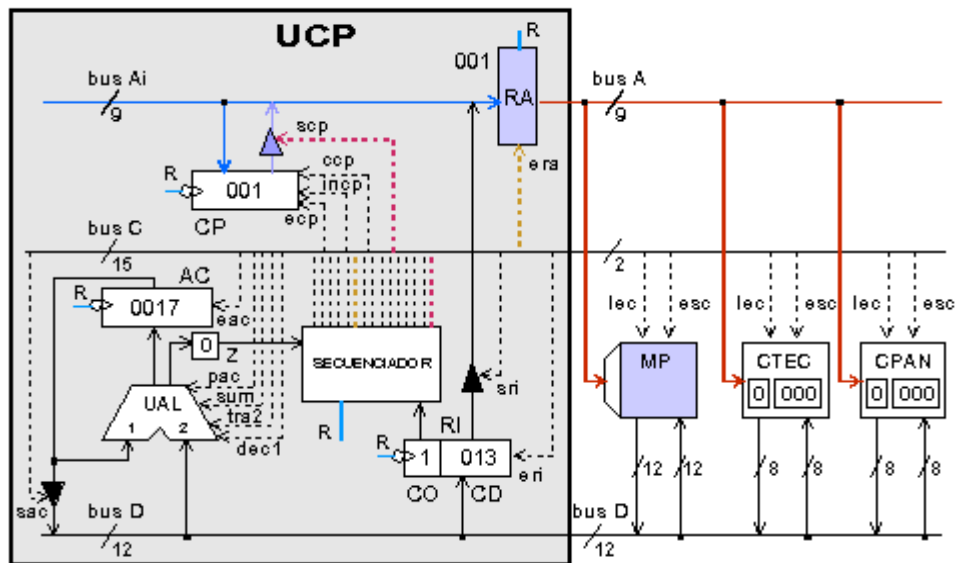 UCP
R
001
bus Ai
9
RA
bus A
9
scp
era
R
001
ccp
incp
ecp
CP
bus C
15
2
AC
R
0017
eac
0
Z
SECUENCIADOR
pac
sum
tra2
dec1
UAL
1 2
R
sri
RI
R
1 013
eri
CO CD
sac
bus D
12
lec esc lec esc lec esc
MP CTEC CPAN
0 000 0 000
12 12 8 8 8 8
bus D
12